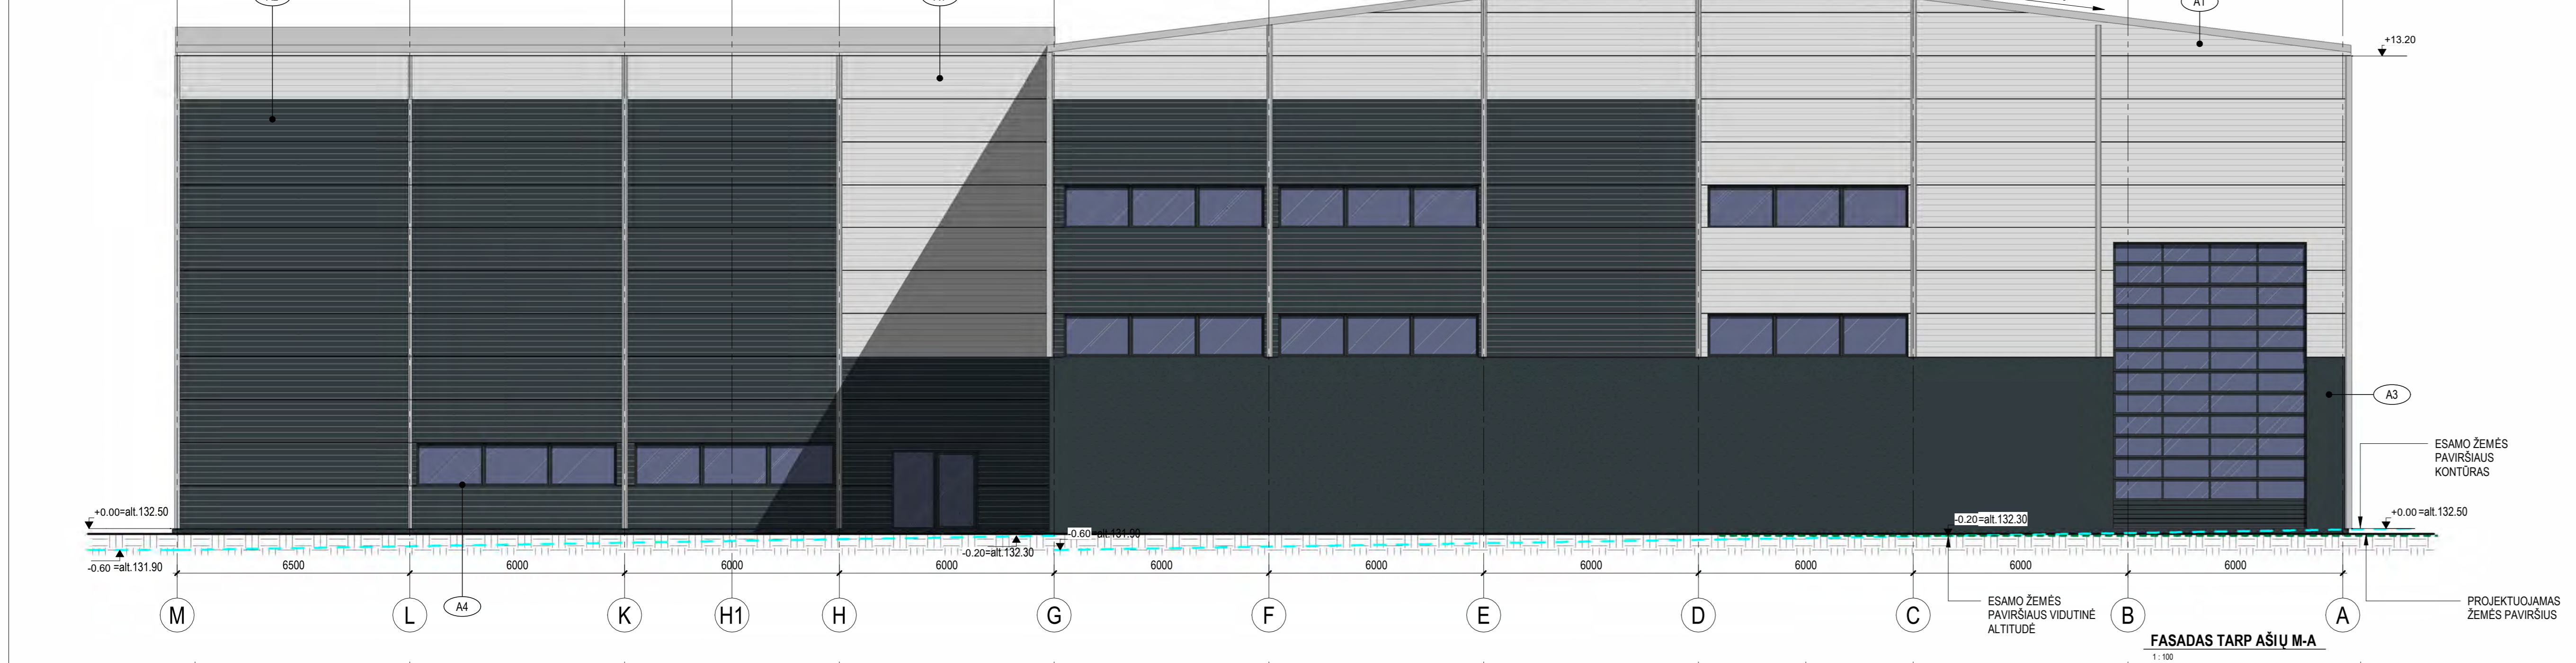 A1
+13.20
A3
ESAMO ŽEMĖS
PAVIRŠIAUS
KONTŪRAS
+0.00=alt.132.50
+0.00=alt.132.50
-0.60=alt.131.90
-0.20=alt.132.30
-0.20=alt.132.30
-0.60 =alt.131.90
6500
6000
6000
6000
6000
6000
6000
6000
6000
A4
M
L
K
H1
H
G
F
E
D
C
B
A
ESAMO ŽEMĖS
PAVIRŠIAUS VIDUTINĖ
ALTITUDĖ
PROJEKTUOJAMAS
ŽEMĖS PAVIRŠIUS
FASADAS TARP AŠIŲ M-A
1 : 100